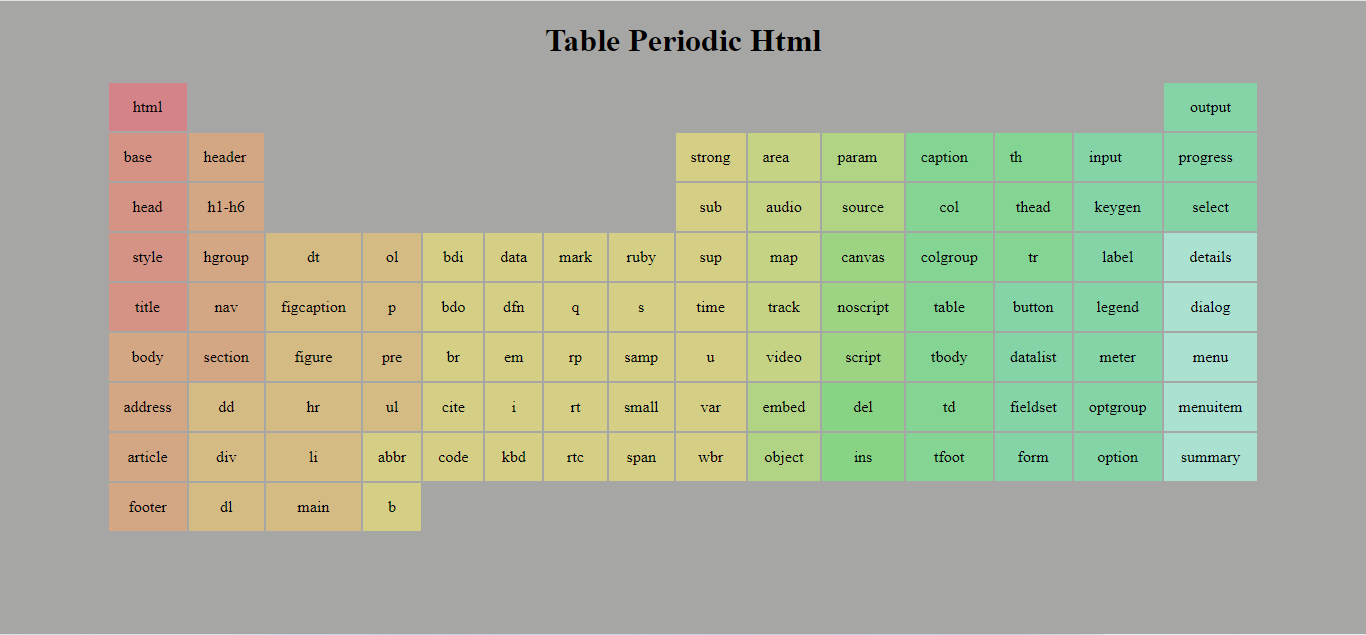 Table Periodic Html
html output
base header strong area param caption th input progress
head h1-h6 sub audio source col thead keygen select
style hgroup dt ol bdi data mark ruby sup map canvas colgroup tr label details
title nav figcaption p bdo dfn q s time track noscript table button legend dialog
body section figure pre br em rp samp u video script tbody datalist meter menu
address dd hr ul cite i rt small var embed del td fieldset optgroup menuitem
article div li abbr code kbd rtc span wbr object ins tfoot form option summary
footer dl main b